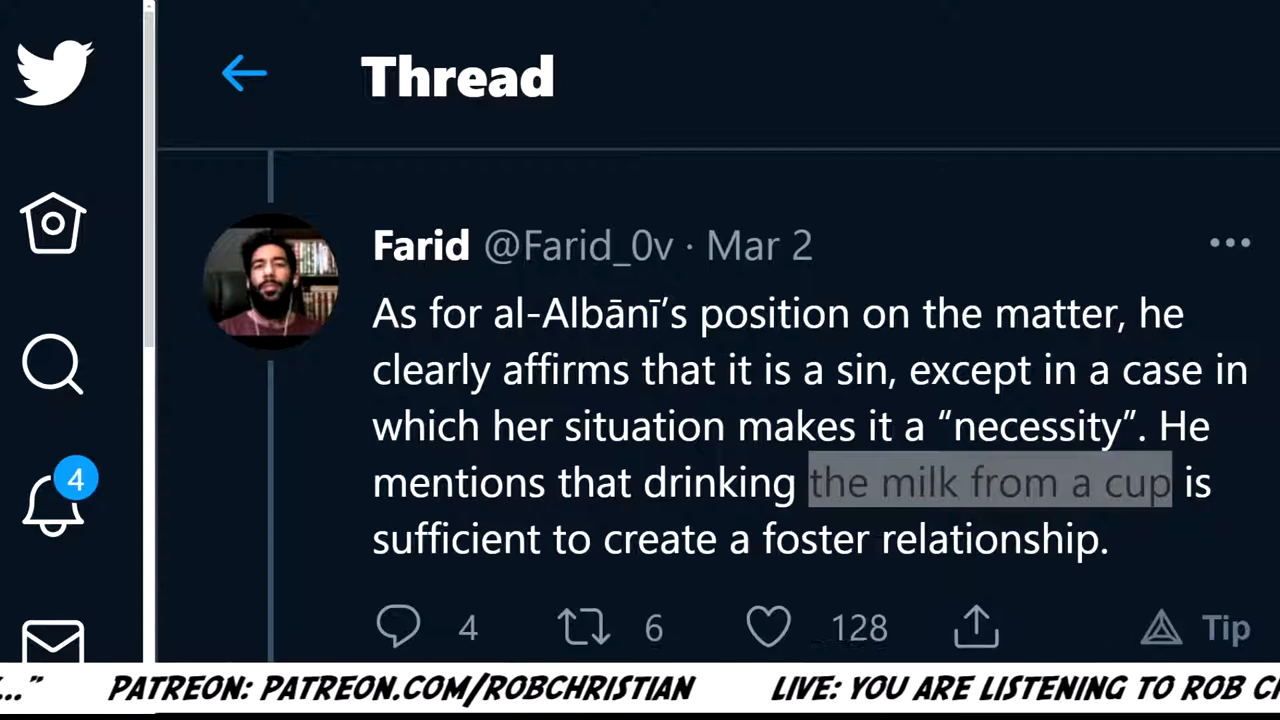 Thread
Farid @Farid_0v · Mar 2
As for al-Albānī’s position on the matter, he
clearly affirms that it is a sin, except in a case in
which her situation makes it a “necessity”. He
mentions that drinking the milk from a cup is
sufficient to create a foster relationship.
4
4 6 128 Tip
..." PATREON: PATREON.COM/ROBCHRISTIAN LIVE: YOU ARE LISTENING TO ROB